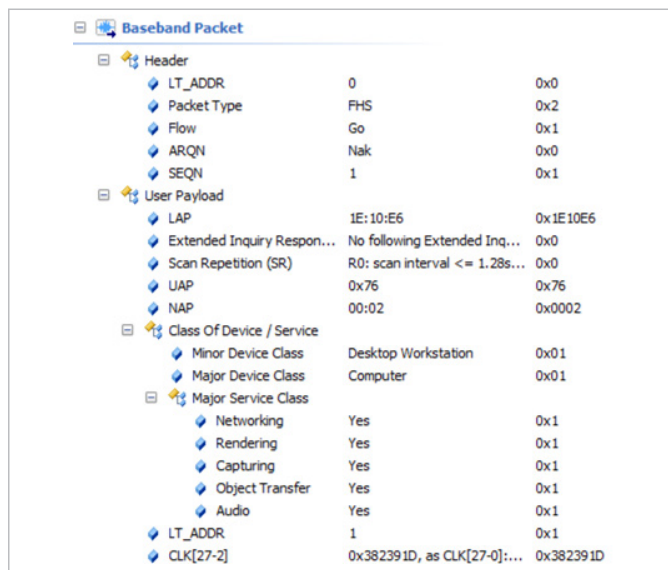 Baseband Packet
Header
LT_ADDR 0 0x0
Packet Type FHS 0x2
Flow Go 0x1
ARQN Nak 0x0
SEQN 1 0x1
User Payload
LAP 1E:10:E6 0x1E10E6
Extended Inquiry Respon... No following Extended Inq... 0x0
Scan Repetition (SR) R0: scan interval <= 1.28s... 0x0
UAP 0x76 0x76
NAP 00:02 0x0002
Class Of Device / Service
Minor Device Class Desktop Workstation 0x01
Major Device Class Computer 0x01
Major Service Class
Networking Yes 0x1
Rendering Yes 0x1
Capturing Yes 0x1
Object Transfer Yes 0x1
Audio Yes 0x1
LT_ADDR 1 0x1
CLK[27-2] 0x382391D, as CLK[27-0]:... 0x382391D